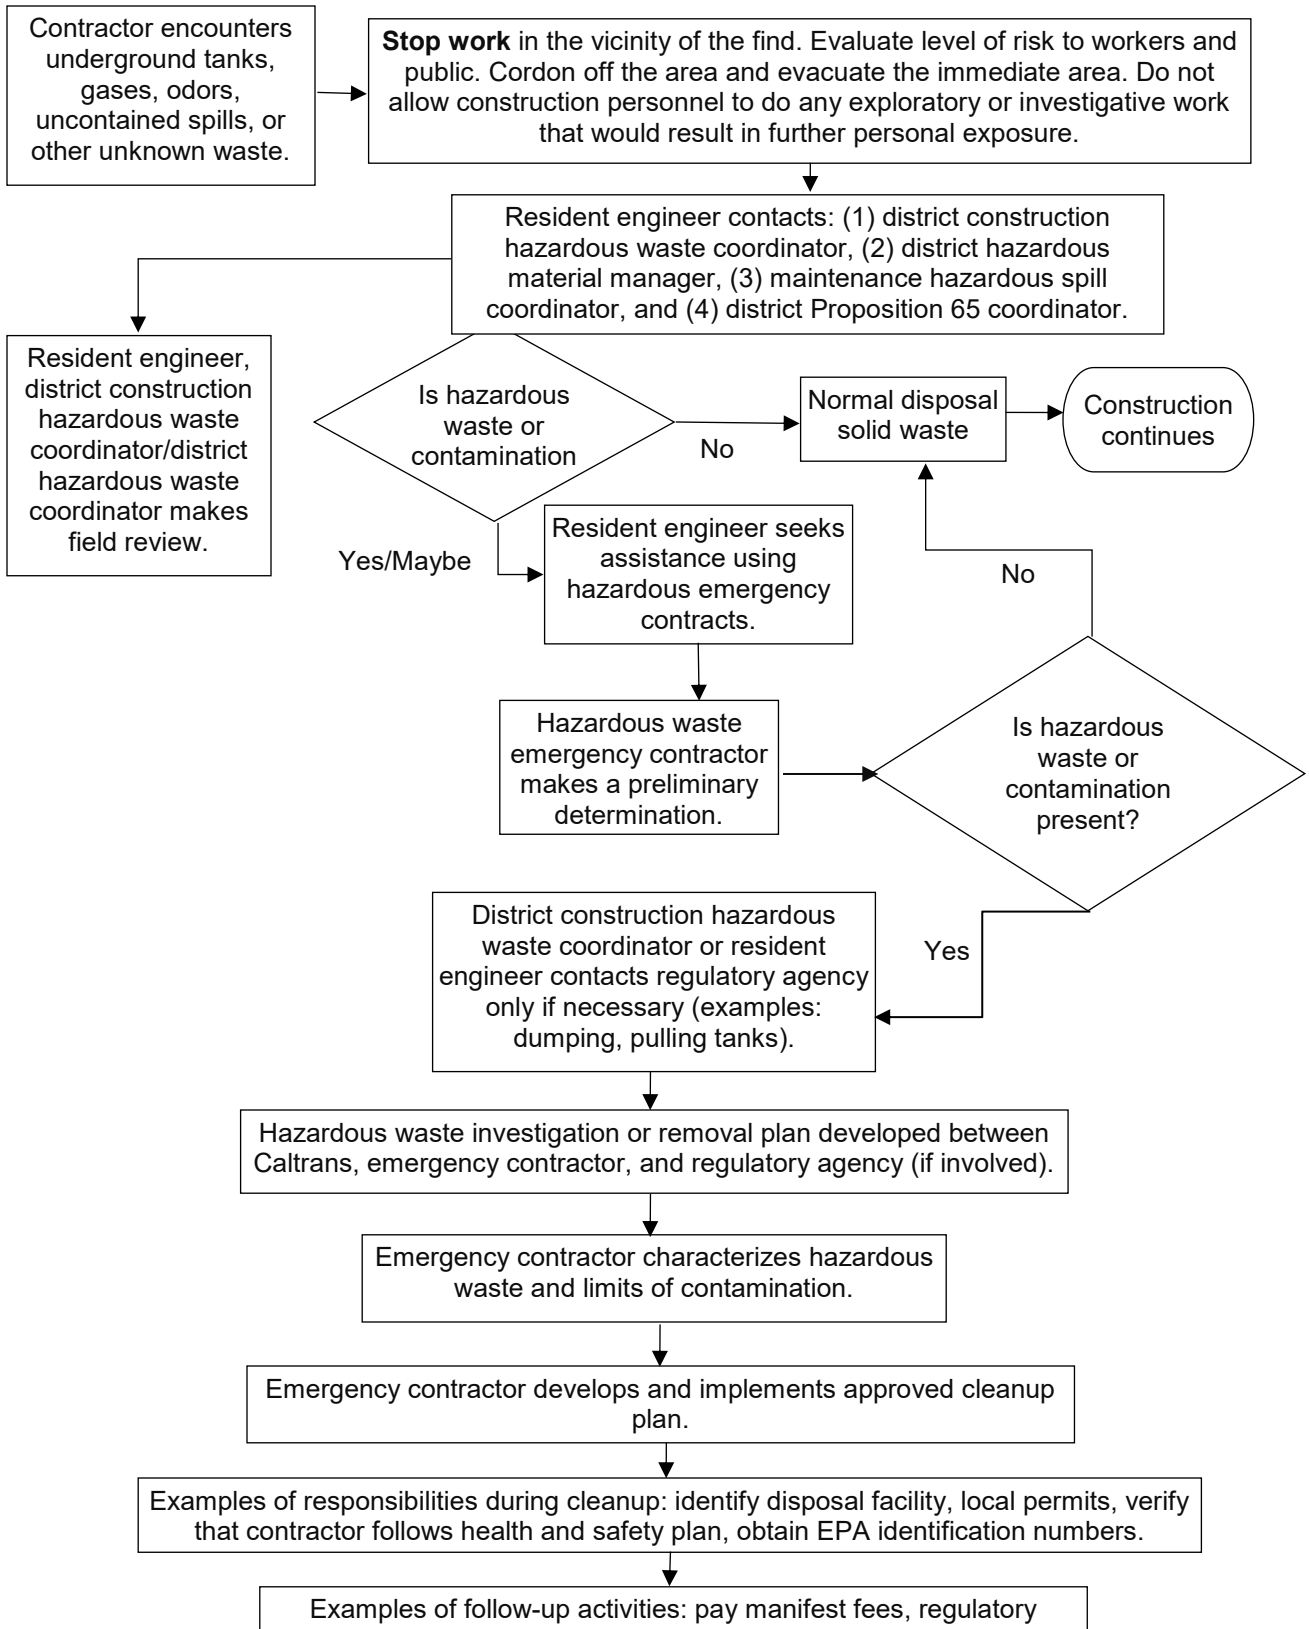 Contractor encounters
underground tanks,
gases, odors,
uncontained spills, or
other unknown waste.
Stop work in the vicinity of the find. Evaluate level of risk to workers and
public. Cordon off the area and evacuate the immediate area. Do not
allow construction personnel to do any exploratory or investigative work
that would result in further personal exposure.
Resident engineer contacts: (1) district construction
hazardous waste coordinator, (2) district hazardous
material manager, (3) maintenance hazardous spill
coordinator, and (4) district Proposition 65 coordinator.
Resident engineer,
district construction
hazardous waste
coordinator/district
hazardous waste
coordinator makes
field review.
Is hazardous
waste or
contamination
No
Normal disposal
solid waste
Construction
continues
Yes/Maybe
Resident engineer seeks
assistance using
hazardous emergency
contracts.
No
Hazardous waste
emergency contractor
makes a preliminary
determination.
Is hazardous
waste or
contamination
present?
Yes
District construction hazardous
waste coordinator or resident
engineer contacts regulatory agency
only if necessary (examples:
dumping, pulling tanks).
Hazardous waste investigation or removal plan developed between
Caltrans, emergency contractor, and regulatory agency (if involved).
Emergency contractor characterizes hazardous
waste and limits of contamination.
Emergency contractor develops and implements approved cleanup
plan.
Examples of responsibilities during cleanup: identify disposal facility, local permits, verify
that contractor follows health and safety plan, obtain EPA identification numbers.
Examples of follow-up activities: pay manifest fees, regulatory